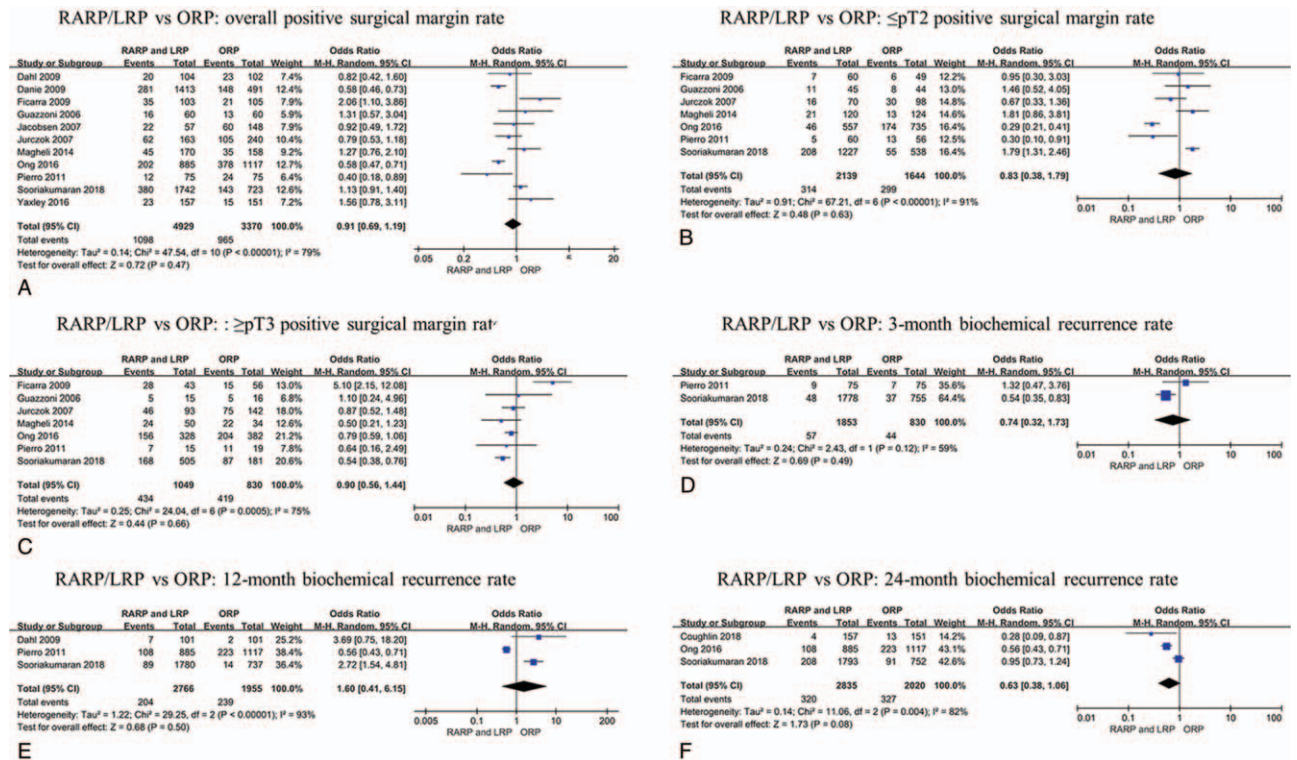 RARP/LRP vs ORP: overall positive surgical margin rate
RARP and LRP ORP Odds Ratio Odds Ratio
Study or Subgroup Events Total Events Total Weight M-H. Random. 95% CI M-H. Random. 95% CI
Dahl 2009 20 104 23 102 7.4% 0.82 [0.42, 1.60]
Danie 2009 281 1413 148 491 12.4% 0.58 [0.46, 0.73]
Ficarra 2009 35 103 21 105 7.9% 2.06 [1.10, 3.86]
Guazzoni 2006 16 60 13 60 5.8% 1.31 [0.57, 3.04]
Jacobsen 2007 22 57 60 148 7.9% 0.92 [0.49, 1.72]
Jurczok 2007 62 163 105 240 10.4% 0.79 [0.53, 1.18]
Magheli 2014 45 170 35 158 9.4% 1.27 [0.76, 2.10]
Ong 2016 202 885 378 1117 12.7% 0.58 [0.47, 0.71]
Pierro 2011 12 75 24 75 6.3% 0.40 [0.18, 0.89]
Sooriakumaran 2018 380 1742 143 723 12.6% 1.13 [0.91, 1.40]
Yaxley 2016 23 157 15 151 7.2% 1.56 [0.78, 3.11]
Total (95% CI) 4929 3370 100.0% 0.91 [0.69, 1.19]
Total events 1098 965
Heterogeneity: Tau² = 0.14; Chi² = 47.54, df = 10 (P < 0.00001); I² = 79%
Test for overall effect: Z = 0.72 (P = 0.47)
0.05 0.2 1 20
RARP and LRP ORP
A
RARP/LRP vs ORP: ≤pT2 positive surgical margin rate
RARP and LRP ORP Odds Ratio Odds Ratio
Study or Subgroup Events Total Events Total Weight M-H. Random. 95% CI M-H. Random. 95% CI
Ficarra 2009 7 60 6 49 12.2% 0.95 [0.30, 3.03]
Guazzoni 2006 11 45 8 44 12.9% 1.46 [0.52, 4.05]
Jurczok 2007 16 70 30 98 14.8% 0.67 [0.33, 1.36]
Magheli 2014 21 120 13 124 14.6% 1.81 [0.86, 3.81]
Ong 2016 46 557 174 735 16.6% 0.29 [0.21, 0.41]
Pierro 2011 5 60 13 56 12.5% 0.30 [0.10, 0.91]
Sooriakumaran 2018 208 1227 55 538 16.4% 1.79 [1.31, 2.46]
Total (95% CI) 2139 1644 100.0% 0.83 [0.38, 1.79]
Total events 314 299
Heterogeneity: Tau² = 0.91; Chi² = 67.21, df = 6 (P < 0.00001); I² = 91%
Test for overall effect: Z = 0.48 (P = 0.63)
0.01 0.1 1 10 100
RARP and LRP ORP
B
RARP/LRP vs ORP: : ≥pT3 positive surgical margin rat
RARP and LRP ORP Odds Ratio Odds Ratio
Study or Subgroup Events Total Events Total Weight M-H. Random. 95% CI M-H. Random. 95% CI
Ficarra 2009 28 43 15 56 13.0% 5.10 [2.15, 12.08]
Guazzoni 2006 5 15 5 16 6.8% 1.10 [0.24, 4.96]
Jurczok 2007 46 93 75 142 18.2% 0.87 [0.52, 1.48]
Magheli 2014 24 50 22 34 12.6% 0.50 [0.21, 1.23]
Ong 2016 156 328 204 382 21.2% 0.79 [0.59, 1.06]
Pierro 2011 7 15 11 19 7.8% 0.64 [0.16, 2.49]
Sooriakumaran 2018 168 505 87 181 20.6% 0.54 [0.38, 0.76]
Total (95% CI) 1049 830 100.0% 0.90 [0.56, 1.44]
Total events 434 419
Heterogeneity: Tau² = 0.25; Chi² = 24.04, df = 6 (P = 0.0005); I² = 75%
Test for overall effect: Z = 0.44 (P = 0.66)
0.01 0.1 1 10 100
RARP and LRP ORP
C
RARP/LRP vs ORP: 3-month biochemical recurrence rate
RARP and LRP ORP Odds Ratio Odds Ratio
Study or Subgroup Events Total Events Total Weight M-H. Random. 95% CI M-H. Random. 95% CI
Pierro 2011 9 75 7 75 35.6% 1.32 [0.47, 3.76]
Sooriakumaran 2018 48 1778 37 755 64.4% 0.54 [0.35, 0.83]
Total (95% CI) 1853 830 100.0% 0.74 [0.32, 1.73]
Total events 57 44
Heterogeneity: Tau² = 0.24; Chi² = 2.43, df = 1 (P = 0.12); I² = 59%
Test for overall effect: Z = 0.69 (P = 0.49)
0.01 0.1 1 10 100
RARP and LRP ORP
D
RARP/LRP vs ORP: 12-month biochemical recurrence rate
RARP and LRP ORP Odds Ratio Odds Ratio
Study or Subgroup Events Total Events Total Weight M-H. Random. 95% CI M-H. Random. 95% CI
Dahl 2009 7 101 2 101 25.2% 3.69 [0.75, 18.20]
Pierro 2011 108 885 223 1117 38.4% 0.56 [0.43, 0.71]
Sooriakumaran 2018 89 1780 14 737 36.4% 2.72 [1.54, 4.81]
Total (95% CI) 2766 1955 100.0% 1.60 [0.41, 6.15]
Total events 204 239
Heterogeneity: Tau² = 1.22; Chi² = 29.25, df = 2 (P < 0.00001); I² = 93%
Test for overall effect: Z = 0.68 (P = 0.50)
0.005 0.1 1 10 200
RARP and LRP ORP
E
RARP/LRP vs ORP: 24-month biochemical recurrence rate
RARP and LRP ORP Odds Ratio Odds Ratio
Study or Subgroup Events Total Events Total Weight M-H. Random. 95% CI M-H. Random. 95% CI
Coughlin 2018 4 157 13 151 14.2% 0.28 [0.09, 0.87]
Ong 2016 108 885 223 1117 43.1% 0.56 [0.43, 0.71]
Sooriakumaran 2018 208 1793 91 752 42.6% 0.95 [0.73, 1.24]
Total (95% CI) 2835 2020 100.0% 0.63 [0.38, 1.06]
Total events 320 327
Heterogeneity: Tau² = 0.14; Chi² = 11.06, df = 2 (P = 0.004); I² = 82%
Test for overall effect: Z = 1.73 (P = 0.08)
0.01 0.1 1 10 100
RARP and LRP ORP
F